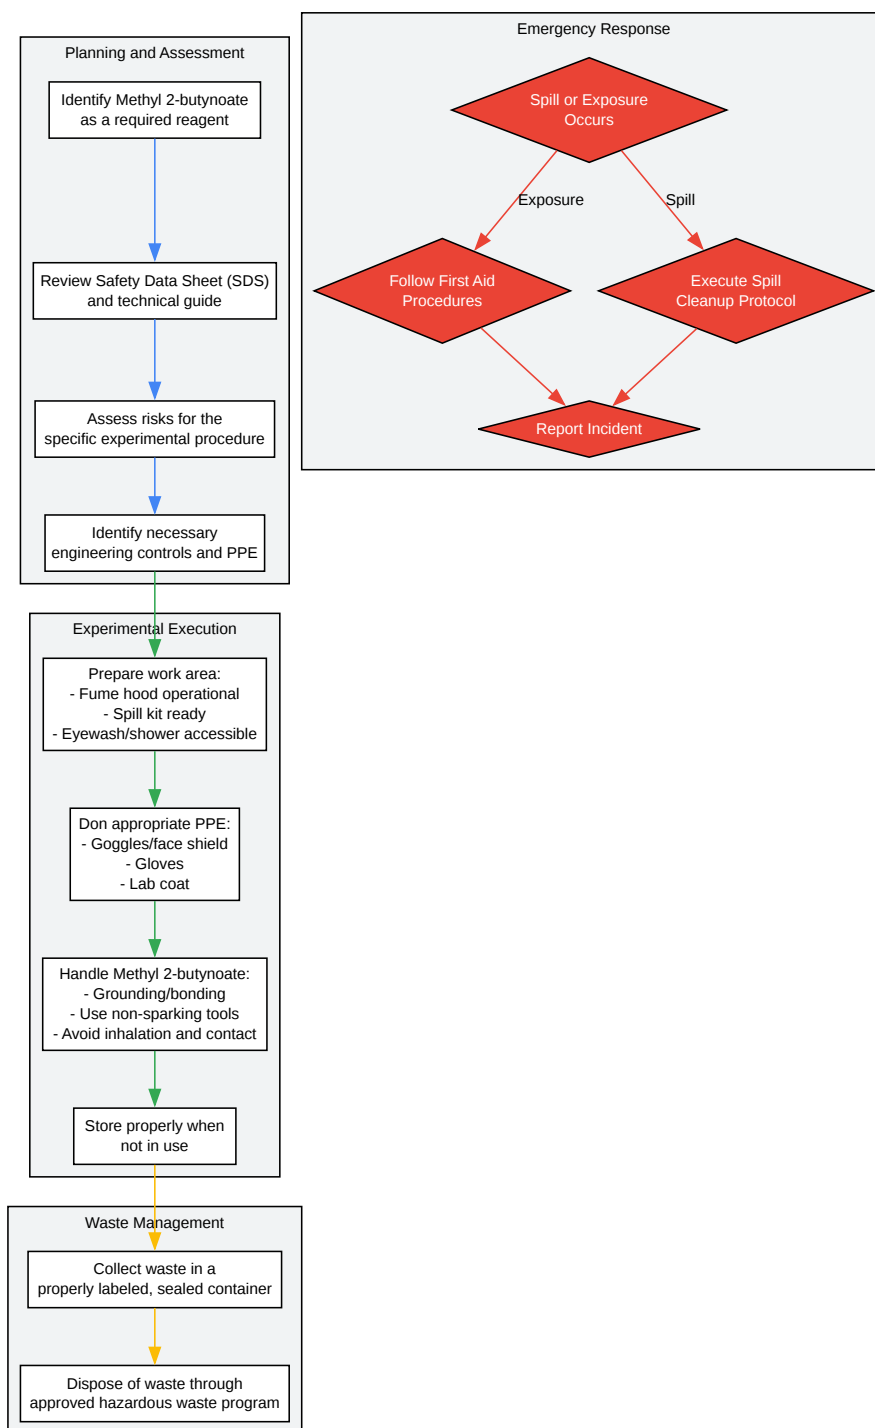 Planning and Assessment
Identify Methyl 2-butynoate
as a required reagent
Review Safety Data Sheet (SDS)
and technical guide
Assess risks for the
specific experimental procedure
Identify necessary
engineering controls and PPE
Experimental Execution
Prepare work area:
- Fume hood operational
- Spill kit ready
- Eyewash/shower accessible
Don appropriate PPE:
- Goggles/face shield
- Gloves
- Lab coat
Handle Methyl 2-butynoate:
- Grounding/bonding
- Use non-sparking tools
- Avoid inhalation and contact
Store properly when
not in use
Waste Management
Collect waste in a
properly labeled, sealed container
Dispose of waste through
approved hazardous waste program
Emergency Response
Spill or Exposure
Occurs
Exposure
Spill
Follow First Aid
Procedures
Execute Spill
Cleanup Protocol
Report Incident